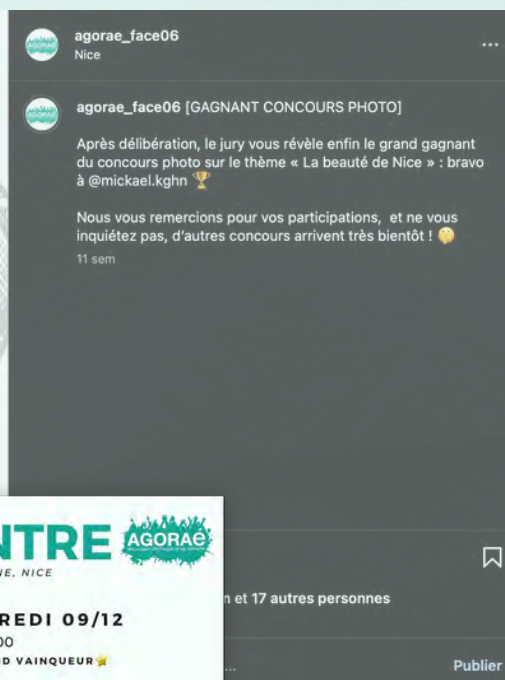 agorae_face06
Nice
agorae_face06 [GAGNANT CONCOURS PHOTO]
Après délibération, le jury vous révèle enfin le grand gagnant
du concours photo sur le thème « La beauté de Nice » : bravo
à @mickael.kghn 🏆
Nous vous remercions pour vos participations, et ne vous
inquiétez pas, d'autres concours arrivent très bientôt ! 🤫
11 sem
NTRE AGORAé
NE, NICE
n et 17 autres personnes
REDI 09/12
00
D VAINQUEUR⭐
... Publier